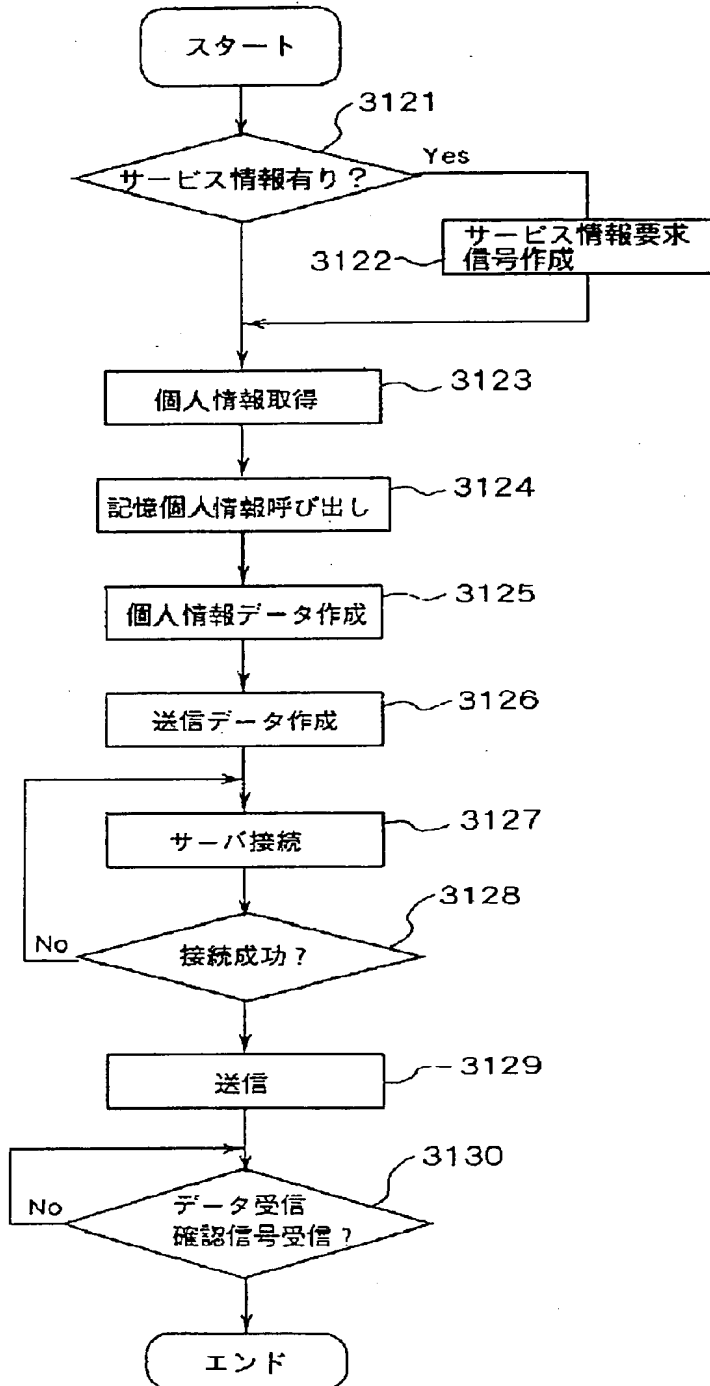 スタート
3121
サービス情報有り?
Yes
3122
サービス情報要求
信号作成
個人情報取得
3123
記憶個人情報呼び出し
3124
個人情報データ作成
3125
送信データ作成
3126
サーバ接続
3127
3128
No
接続成功?
送信
3129
3130
No
データ受信
確認信号受信?
エンド